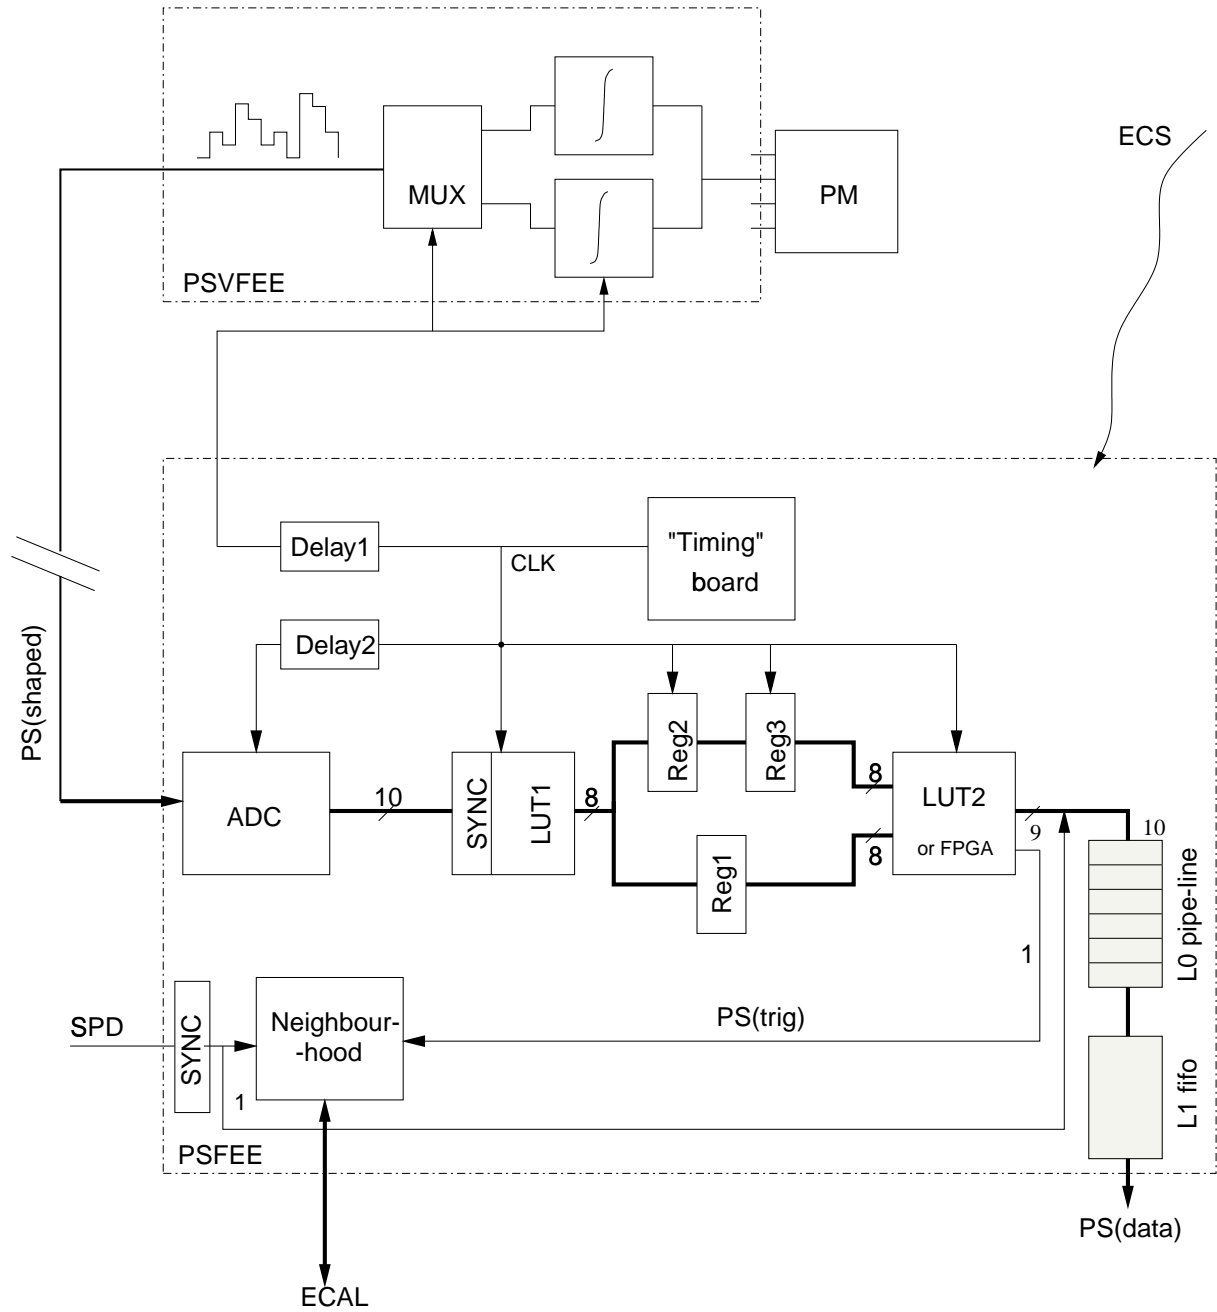 ECS
MUX
PM
PSVFEE
Delay1
CLK
"Timing"
board
Delay2
PS(shaped)
Reg2
Reg3
ADC
10
SYNC
LUT1
8
8
LUT2
or FPGA
9
10
8
Reg1
L0 pipe-line
1
SPD
SYNC
Neighbour-
-hood
PS(trig)
1
L1 fifo
PSFEE
PS(data)
ECAL